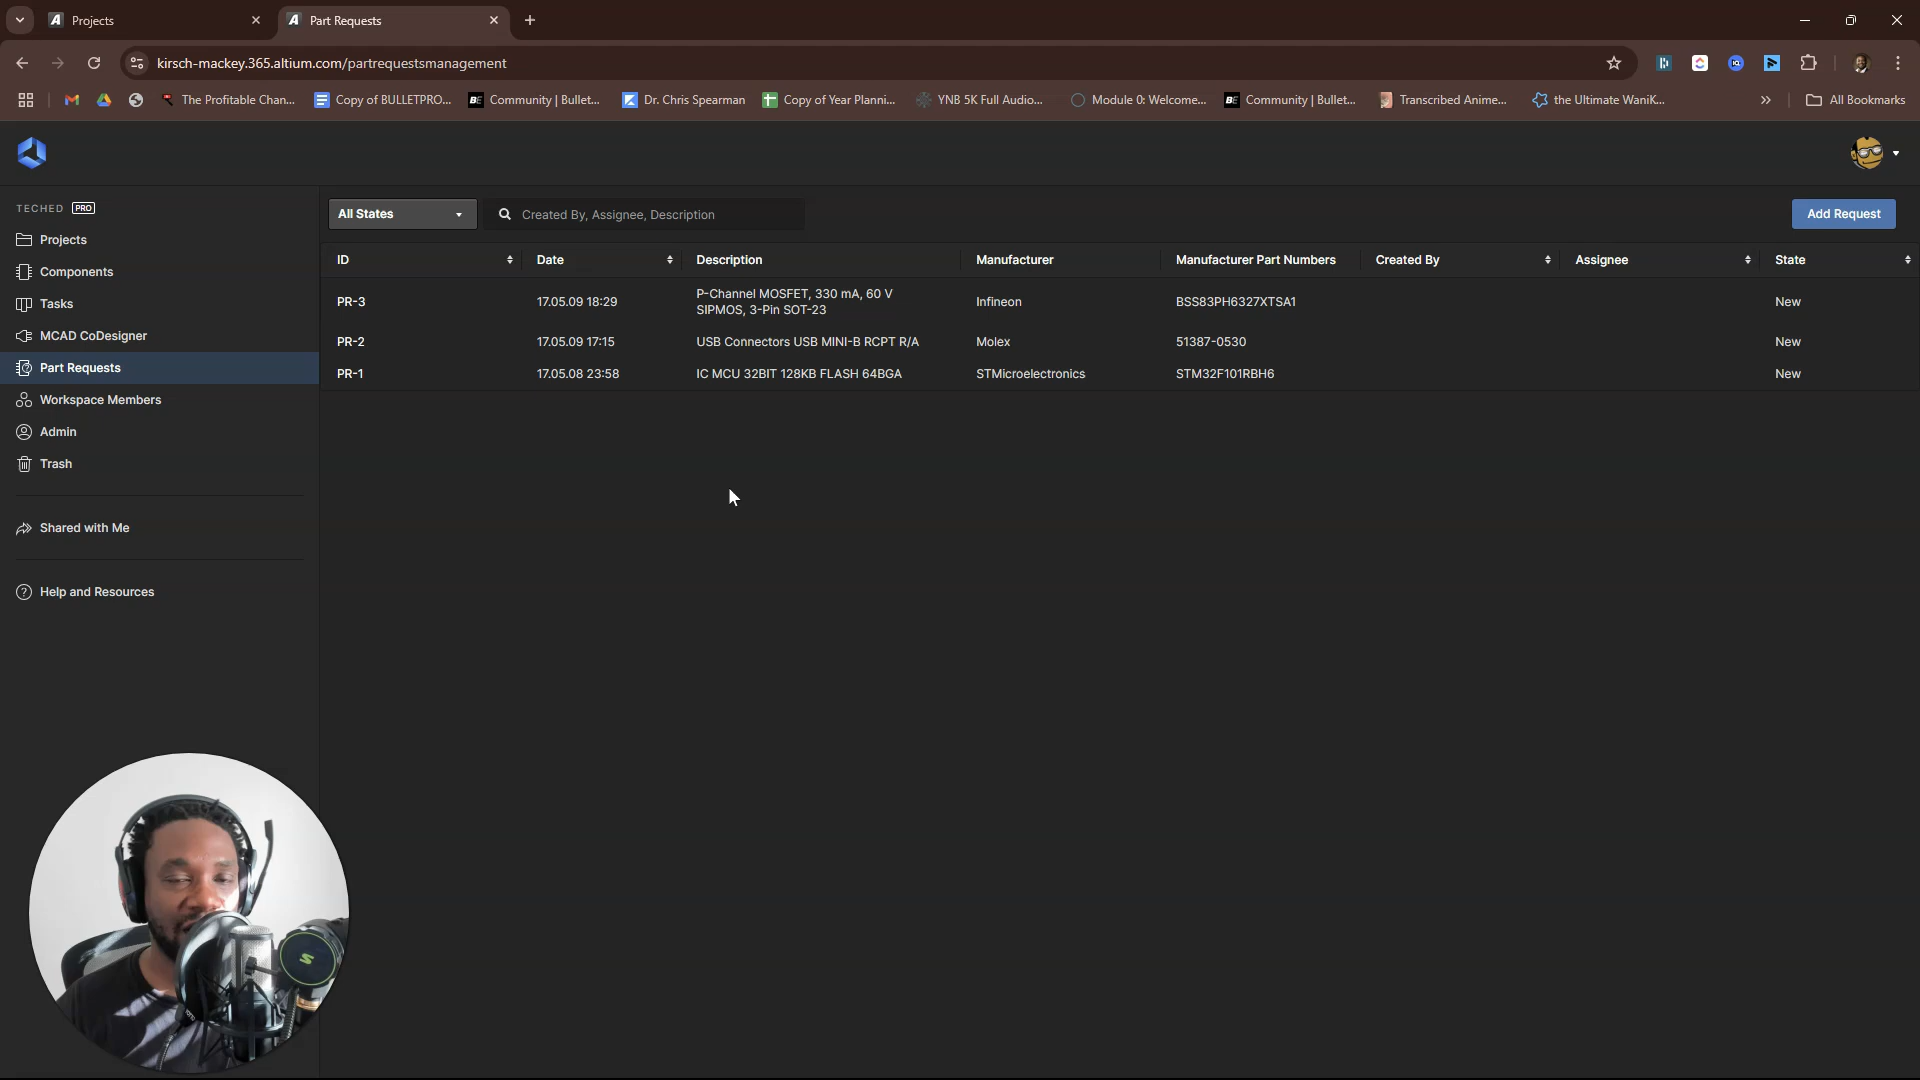 Projects
Part Requests
kirsch-mackey.365.altium.com/partrequestsmanagement
The Profitable Chan...
Copy of BULLETPRO...
BE Community | Bullet...
Dr. Chris Spearman
Copy of Year Planni...
YNB 5K Full Audio...
Module 0: Welcome...
BE Community | Bullet...
Transcribed Anime...
the Ultimate WaniK...
All Bookmarks
TECHED PRO
Projects
Components
Tasks
MCAD CoDesigner
Part Requests
Workspace Members
Admin
Trash
Shared with Me
Help and Resources
All States
Created By, Assignee, Description
Add Request
ID Date Description Manufacturer Manufacturer Part Numbers Created By Assignee State
PR-3 17.05.09 18:29 P-Channel MOSFET, 330 mA, 60 V Infineon BSS83PH6327XTSA1 New
SIPMOS, 3-Pin SOT-23
PR-2 17.05.09 17:15 USB Connectors USB MINI-B RCPT R/A Molex 51387-0530 New
PR-1 17.05.08 23:58 IC MCU 32BIT 128KB FLASH 64BGA STMicroelectronics STM32F101RBH6 New